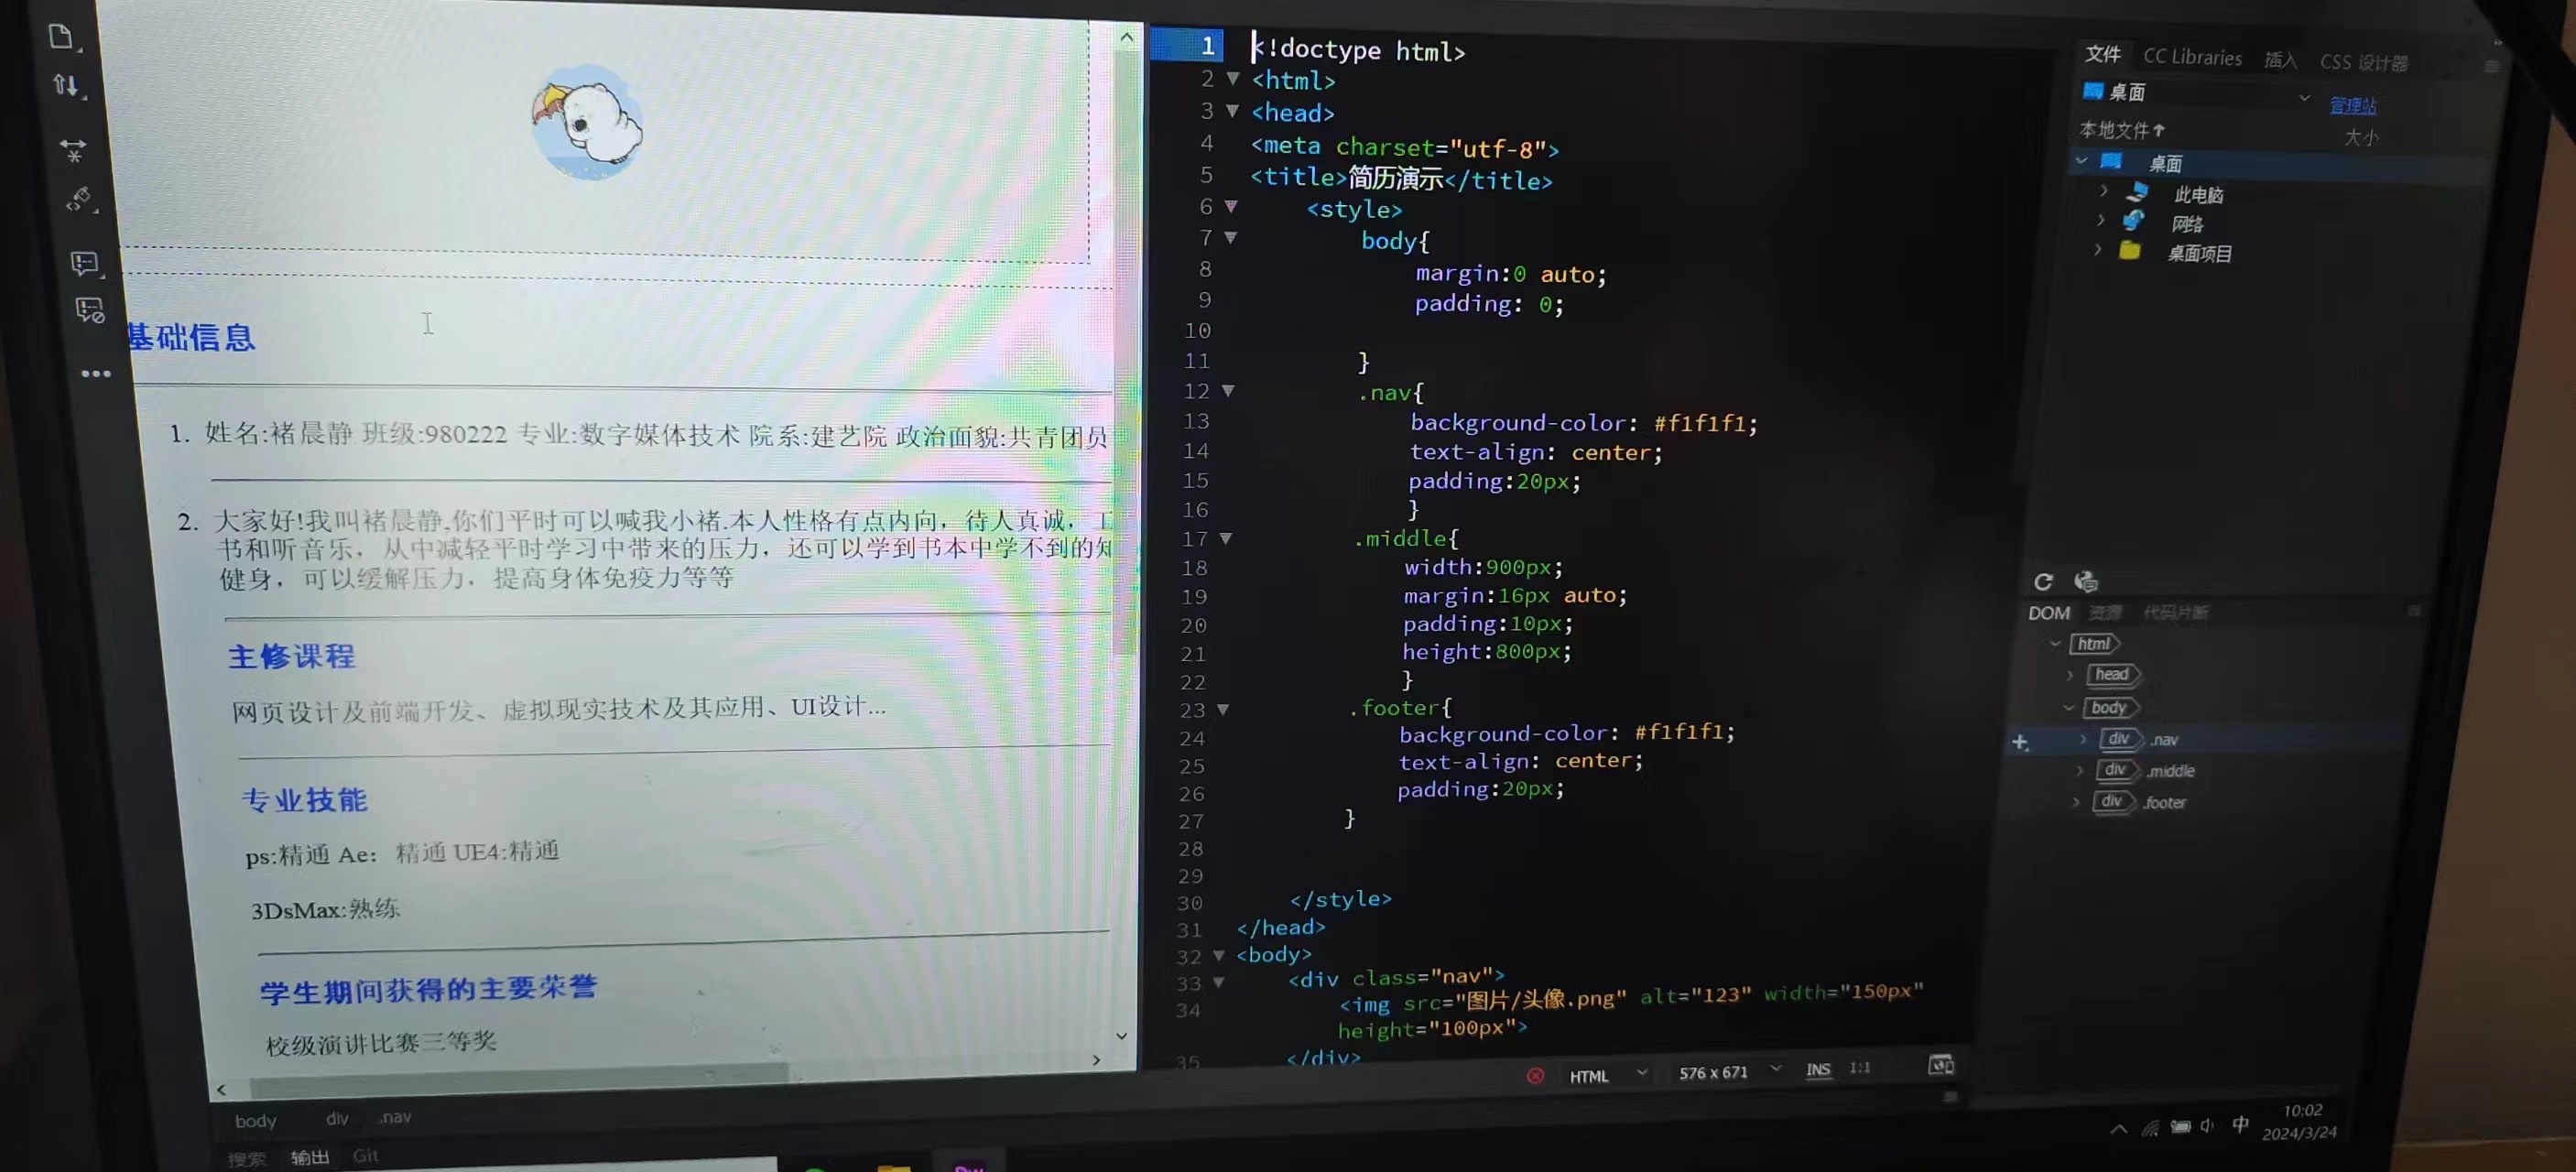 基础信息
1. 姓名:褚晨静 班级:980222 专业:数字媒体技术 院系:建艺院 政治面貌:共青团员
2. 大家好!我叫褚晨静,你们平时可以喊我小褚.本人性格有点内向，待人真诚，
书和听音乐，从中减轻平时学习中带来的压力，还可以学到书本中学不到的知
健身，可以缓解压力，提高身体免疫力等等
主修课程
网页设计及前端开发、虚拟现实技术及其应用、UI设计...
专业技能
ps:精通 Ae：精通 UE4:精通
3DsMax:熟练
学生期间获得的主要荣誉
校级演讲比赛三等奖
body div .nav
搜索 输出 Git
1 <!doctype html>
2 <html>
3 <head>
4 <meta charset="utf-8">
5 <title>简历演示</title>
6 <style>
7 body{
8 margin:0 auto;
9 padding: 0;
10
11 }
12 .nav{
13 background-color: #f1f1f1;
14 text-align: center;
15 padding:20px;
16 }
17 .middle{
18 width:900px;
19 margin:16px auto;
20 padding:10px;
21 height:800px;
22 }
23 .footer{
24 background-color: #f1f1f1;
25 text-align: center;
26 padding:20px;
27 }
28
29
30 </style>
31 </head>
32 <body>
33 <div class="nav">
34 <img src="图片/头像.png" alt="123" width="150px"
height="100px">
35 </div>
HTML 576 x 671 INS 1:1
文件 CC Libraries 插入 CSS 设计器
桌面 管理站
本地文件↑ 大小
桌面
此电脑
网络
桌面项目
DOM 资源 代码片断
html
head
body
div .nav
div .middle
div .footer
中 10:02
2024/3/24